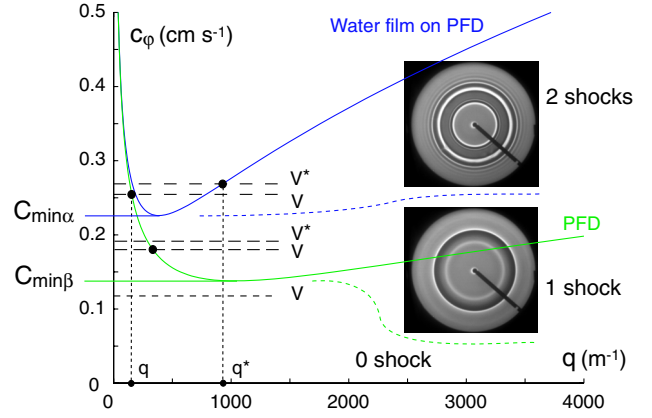 0.5
c_φ (cm s⁻¹)
Water film on PFD
0.4
2 shocks
0.3
V*
V
C_minα
V*
0.2
V
PFD
C_minβ
V
1 shock
0.1
q
q*
0 shock
q (m⁻¹)
0
0
1000
2000
3000
4000